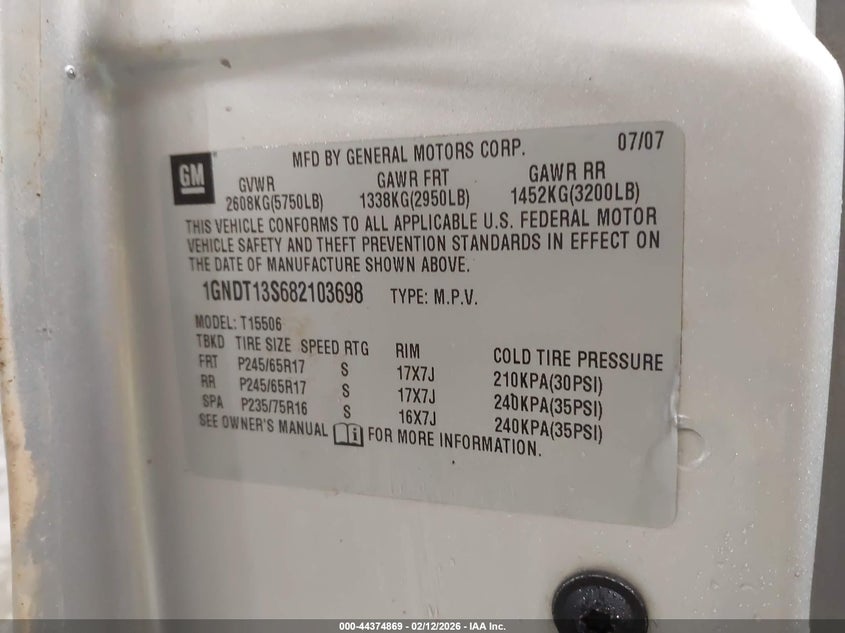 GM
MFD BY GENERAL MOTORS CORP. 07/07
GVWR GAWR FRT GAWR RR
2608KG(5750LB) 1338KG(2950LB) 1452KG(3200LB)
THIS VEHICLE CONFORMS TO ALL APPLICABLE U.S. FEDERAL MOTOR
VEHICLE SAFETY AND THEFT PREVENTION STANDARDS IN EFFECT ON
THE DATE OF MANUFACTURE SHOWN ABOVE.
1GNDT13S682103698 TYPE: M.P.V.
MODEL: T15506
TBKD TIRE SIZE SPEED RTG RIM COLD TIRE PRESSURE
FRT P245/65R17 S 17X7J 210KPA(30PSI)
RR P245/65R17 S 17X7J 240KPA(35PSI)
SPA P235/75R16 S 16X7J 240KPA(35PSI)
SEE OWNER'S MANUAL FOR MORE INFORMATION.
000-44374869 - 02/12/2026 - IAA Inc.